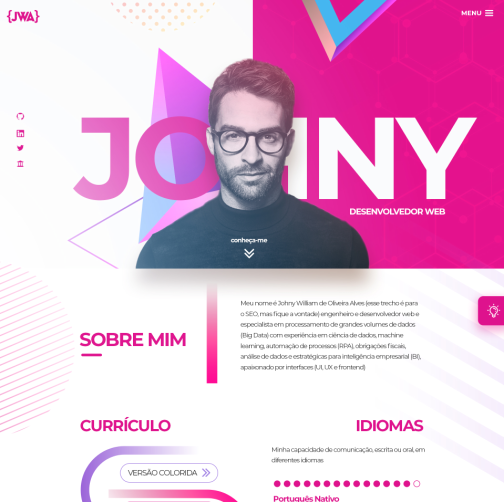 {JWA}
MENU
JOHNNY
DESENVOLVEDOR WEB
conheça-me
SOBRE MIM
Meu nome é Johny William de Oliveira Alves (esse trecho é para
o SEO, mas fique a vontade) engenheiro e desenvolvedor web e
especialista em processamento de grandes volumes de dados
(Big Data) com experiência em ciência de dados, machine
learning, automação de processos (RPA), obrigações fiscais,
análise de dados e estratégicas para inteligência empresarial (BI),
apaixonado por interfaces (UI, UX e frontend)
CURRÍCULO
VERSÃO COLORIDA
IDIOMAS
Minha capacidade de comunicação, escrita ou oral, em
diferentes idiomas
Português Nativo